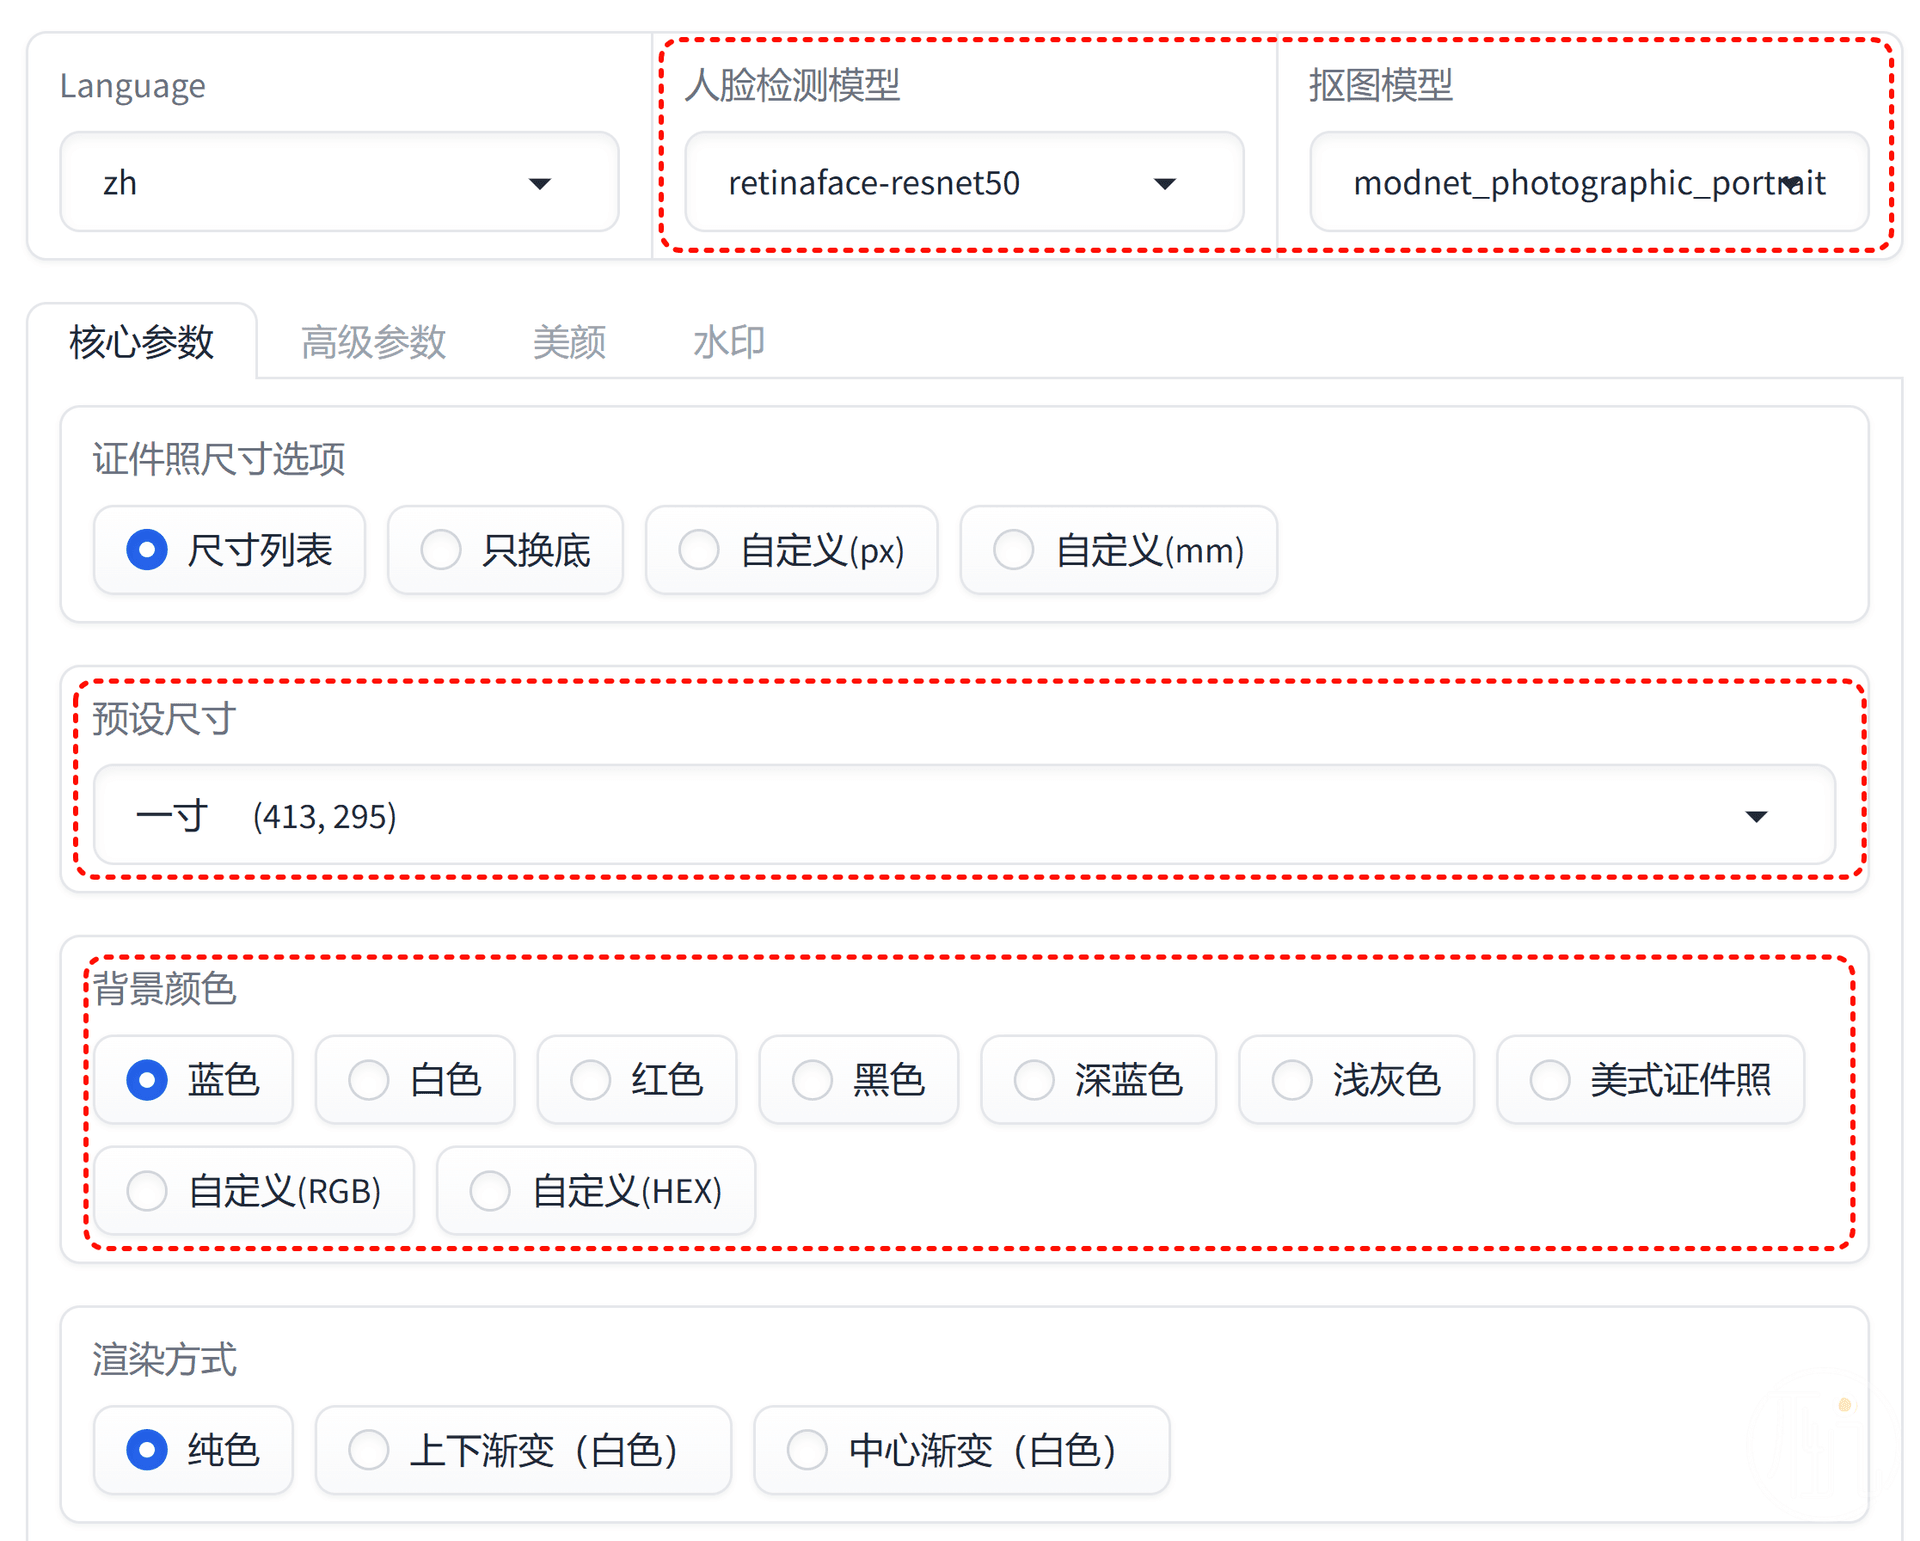 Language
人脸检测模型
抠图模型
zh
retinaface-resnet50
modnet_photographic_portrait
核心参数
高级参数
美颜
水印
证件照尺寸选项
尺寸列表
只换底
自定义(px)
自定义(mm)
预设尺寸
一寸 (413, 295)
背景颜色
蓝色
白色
红色
黑色
深蓝色
浅灰色
美式证件照
自定义(RGB)
自定义(HEX)
渲染方式
纯色
上下渐变（白色）
中心渐变（白色）